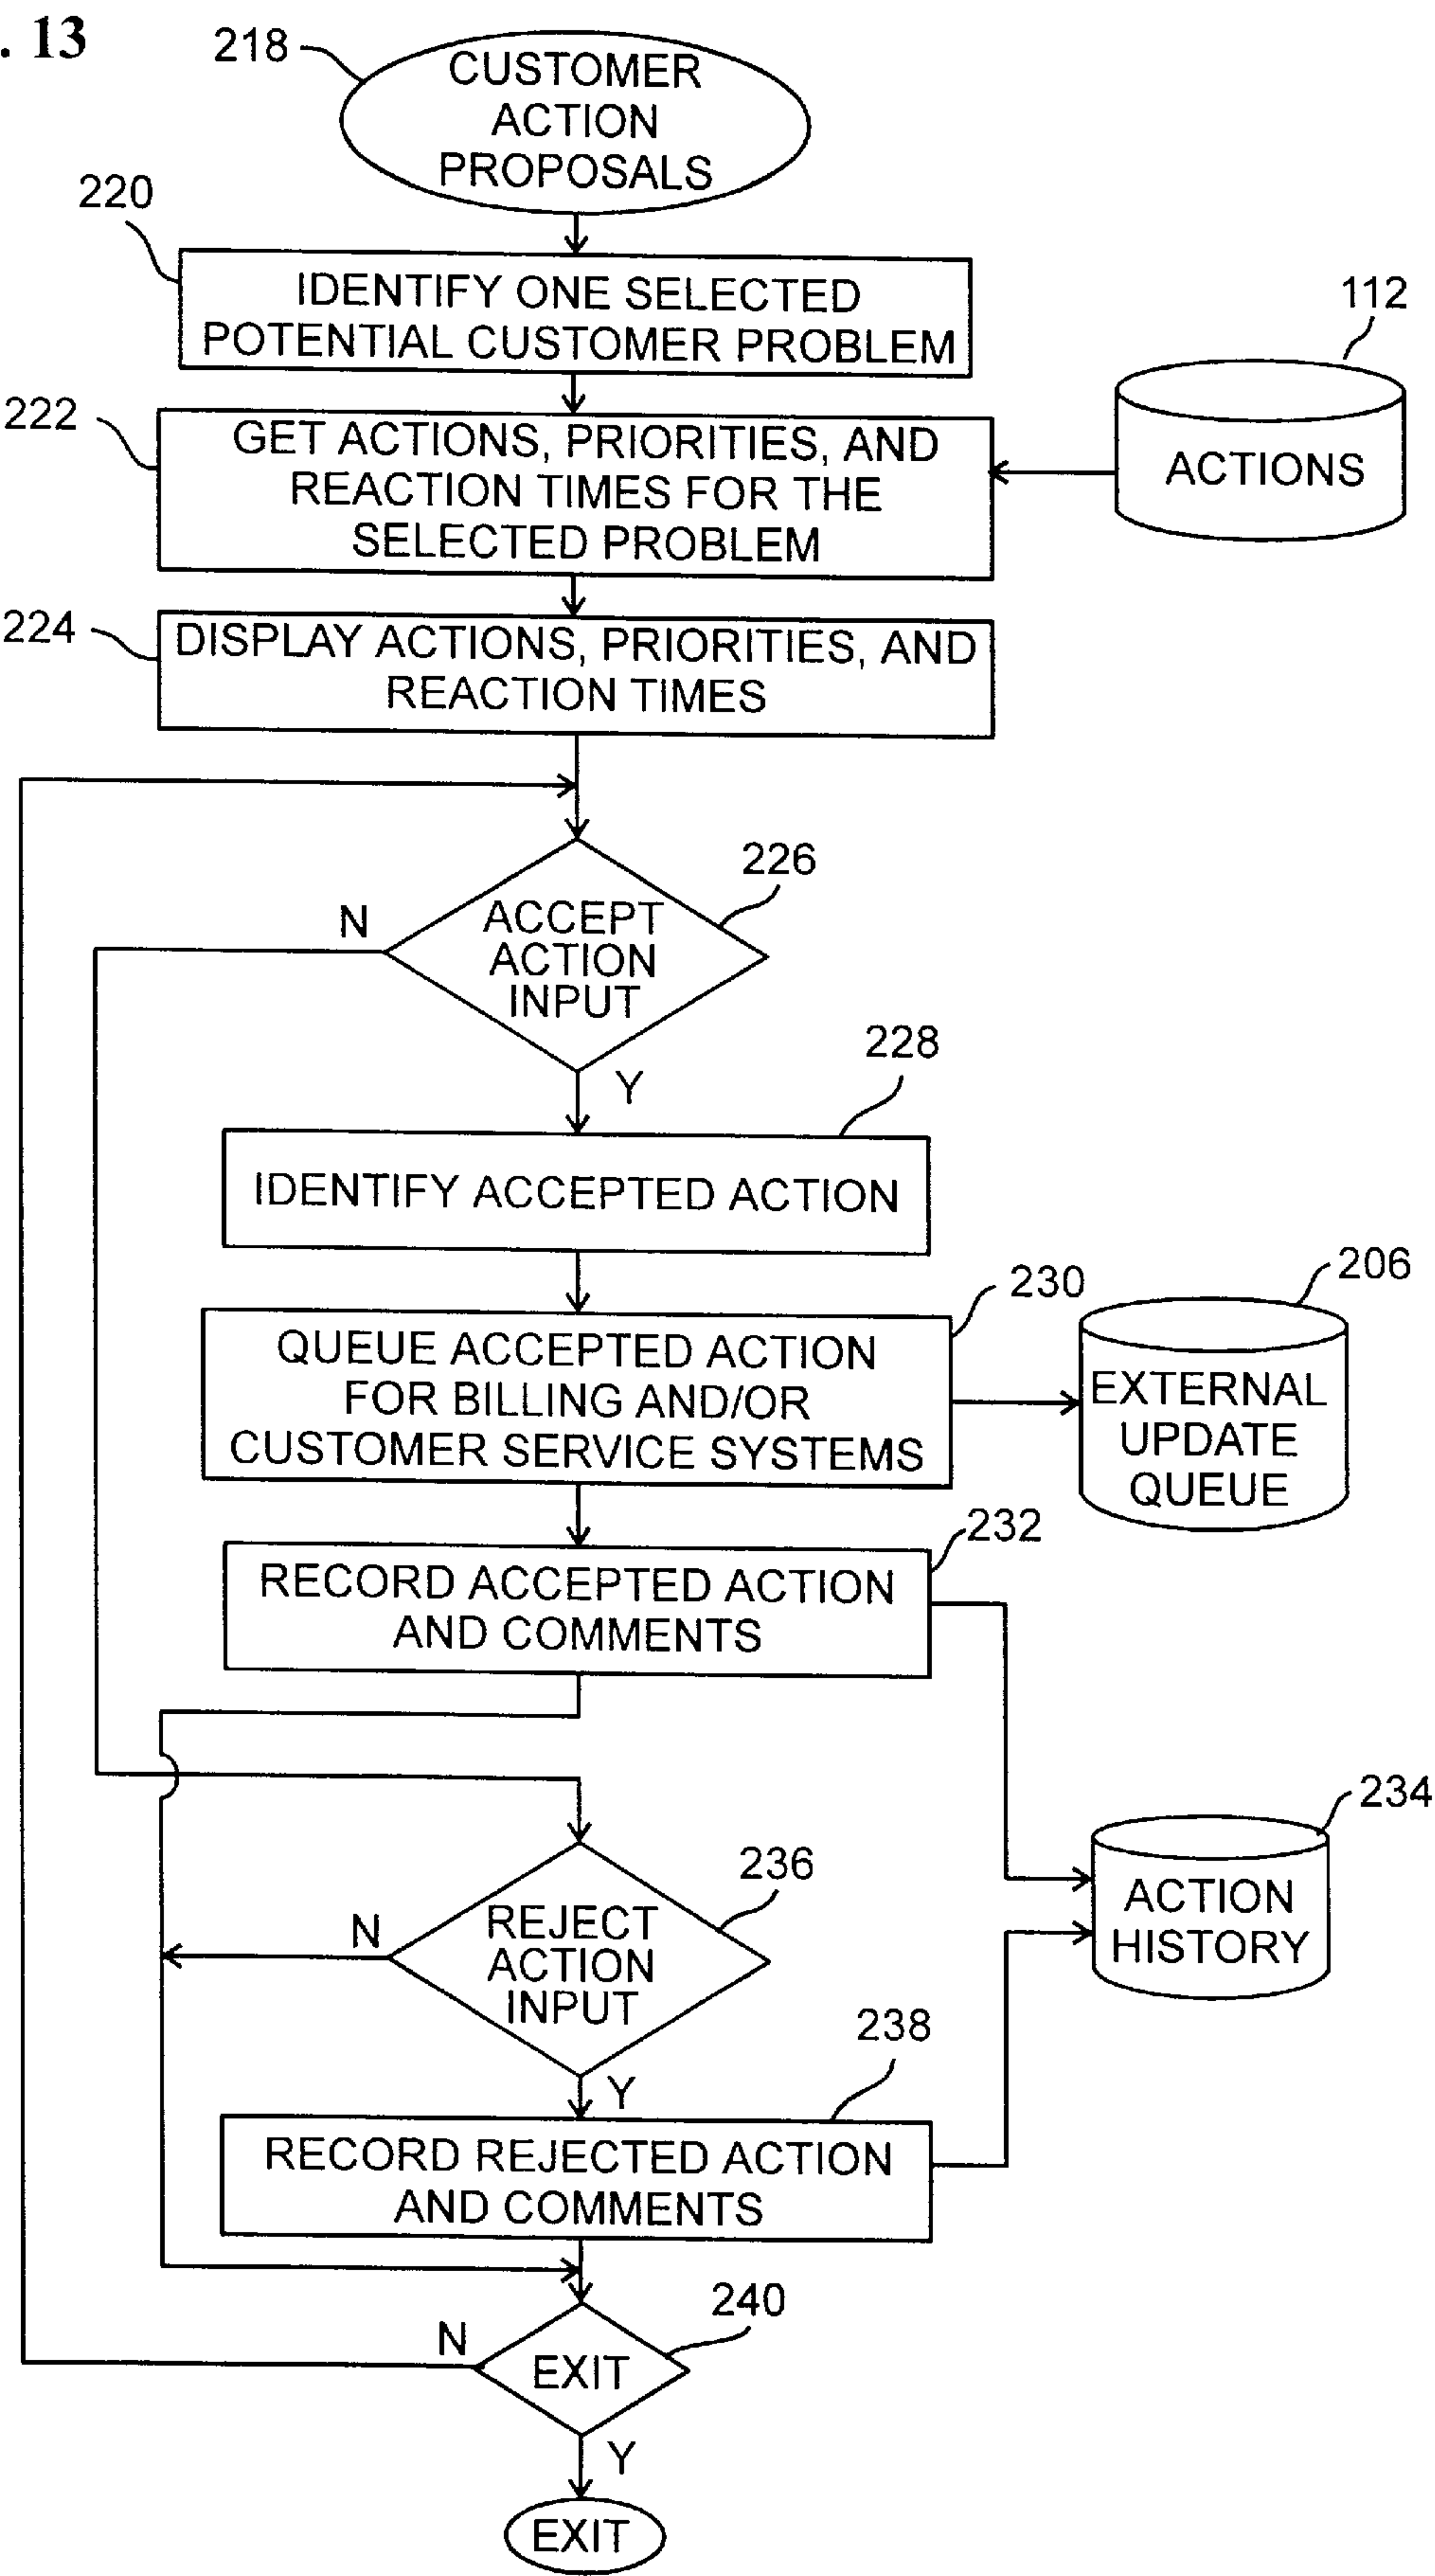 . 13
218
CUSTOMER
ACTION
PROPOSALS
220
IDENTIFY ONE SELECTED
POTENTIAL CUSTOMER PROBLEM
112
222
GET ACTIONS, PRIORITIES, AND
REACTION TIMES FOR THE
SELECTED PROBLEM
ACTIONS
224
DISPLAY ACTIONS, PRIORITIES, AND
REACTION TIMES
226
N
ACCEPT
ACTION
INPUT
228
Y
IDENTIFY ACCEPTED ACTION
230
206
QUEUE ACCEPTED ACTION
FOR BILLING AND/OR
CUSTOMER SERVICE SYSTEMS
EXTERNAL
UPDATE
QUEUE
232
RECORD ACCEPTED ACTION
AND COMMENTS
234
236
ACTION
HISTORY
N
REJECT
ACTION
INPUT
238
Y
RECORD REJECTED ACTION
AND COMMENTS
240
N
EXIT
Y
EXIT